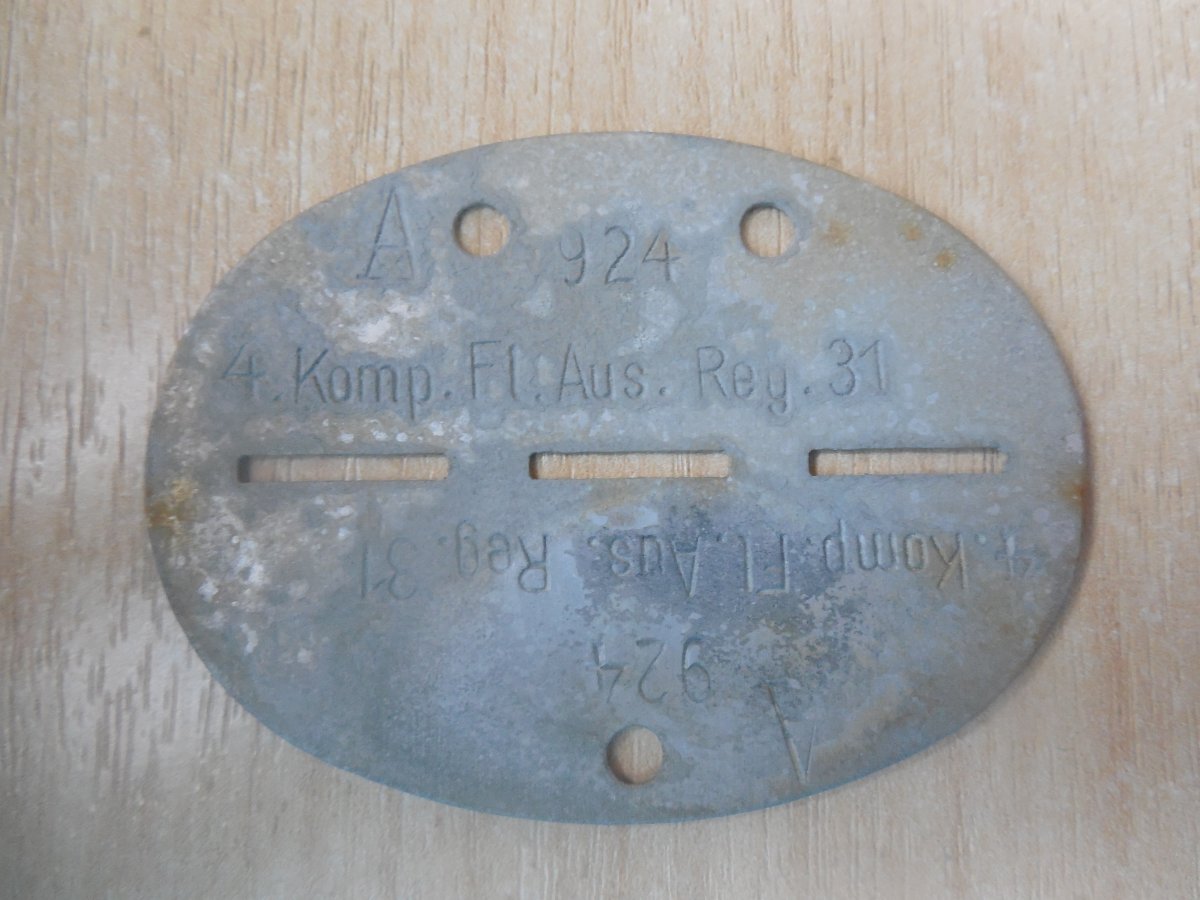 A 924
4. Komp. Fl. Aus. Reg. 31
4. Komp. Fl. Aus. Reg. 31
924
A